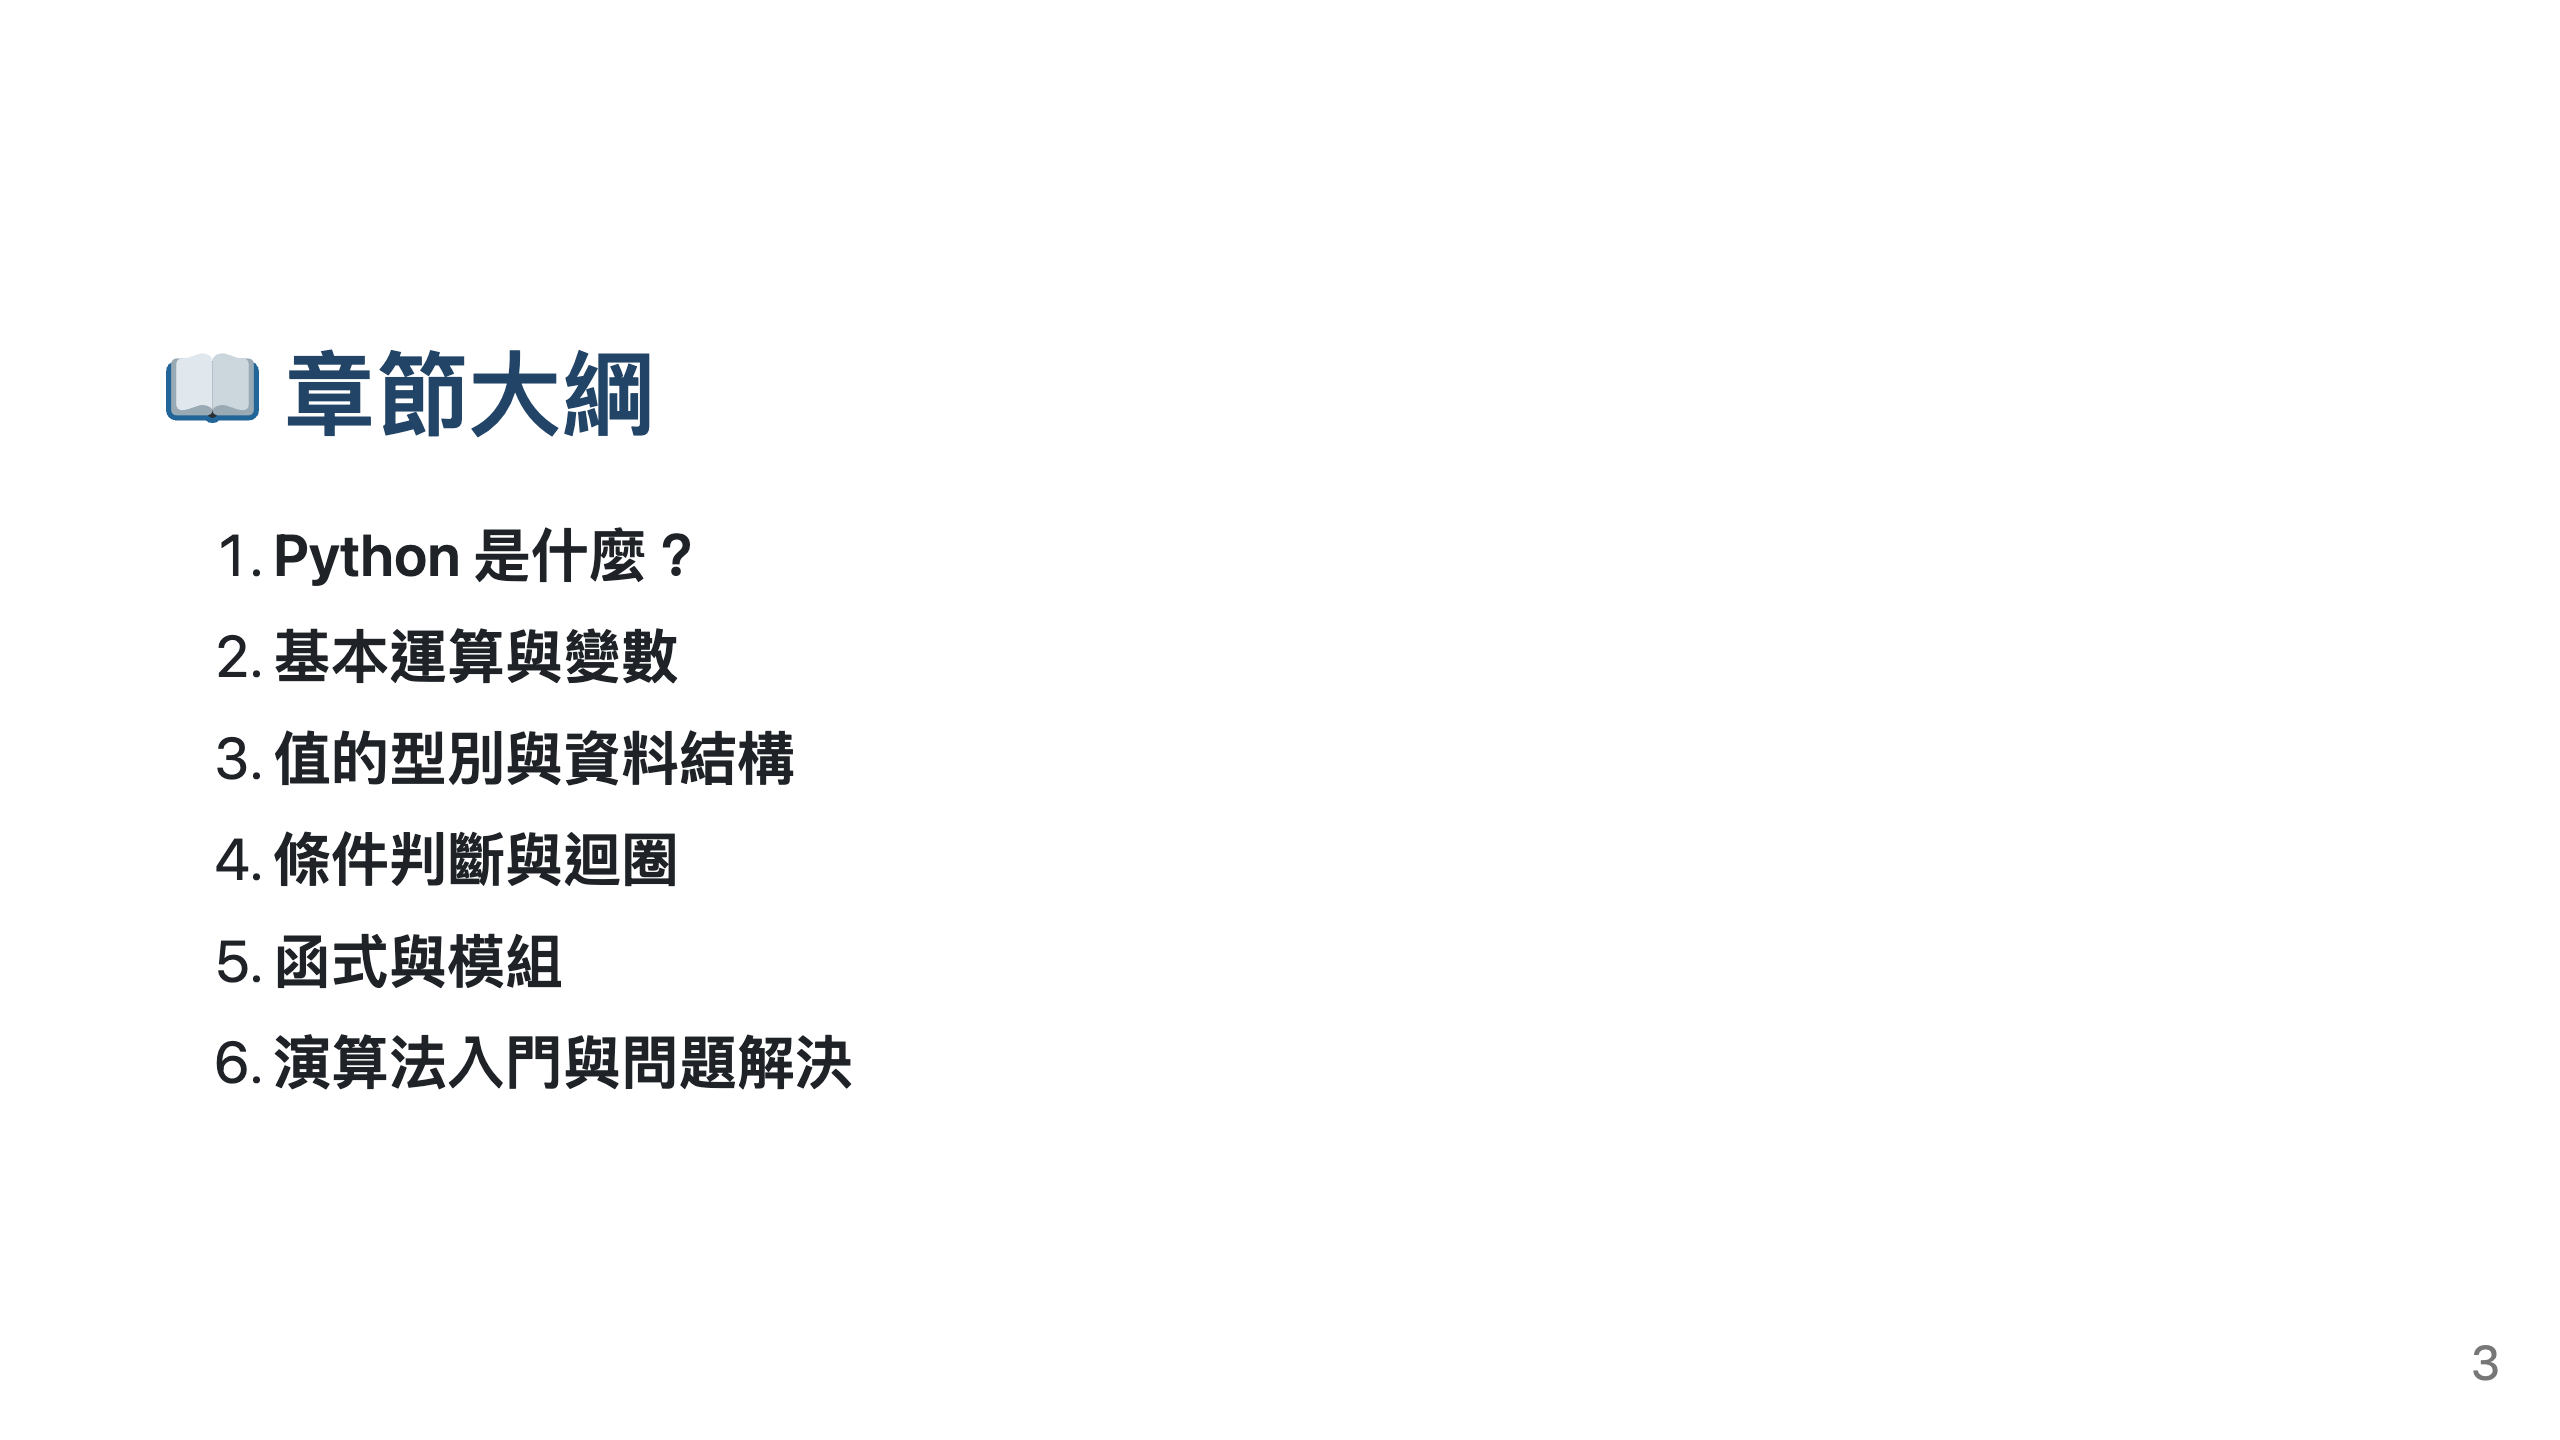 📖 章節大綱
1. Python 是什麼?
2. 基本運算與變數
3. 值的型別與資料結構
4. 條件判斷與迴圈
5. 函式與模組
6. 演算法入門與問題解決
3